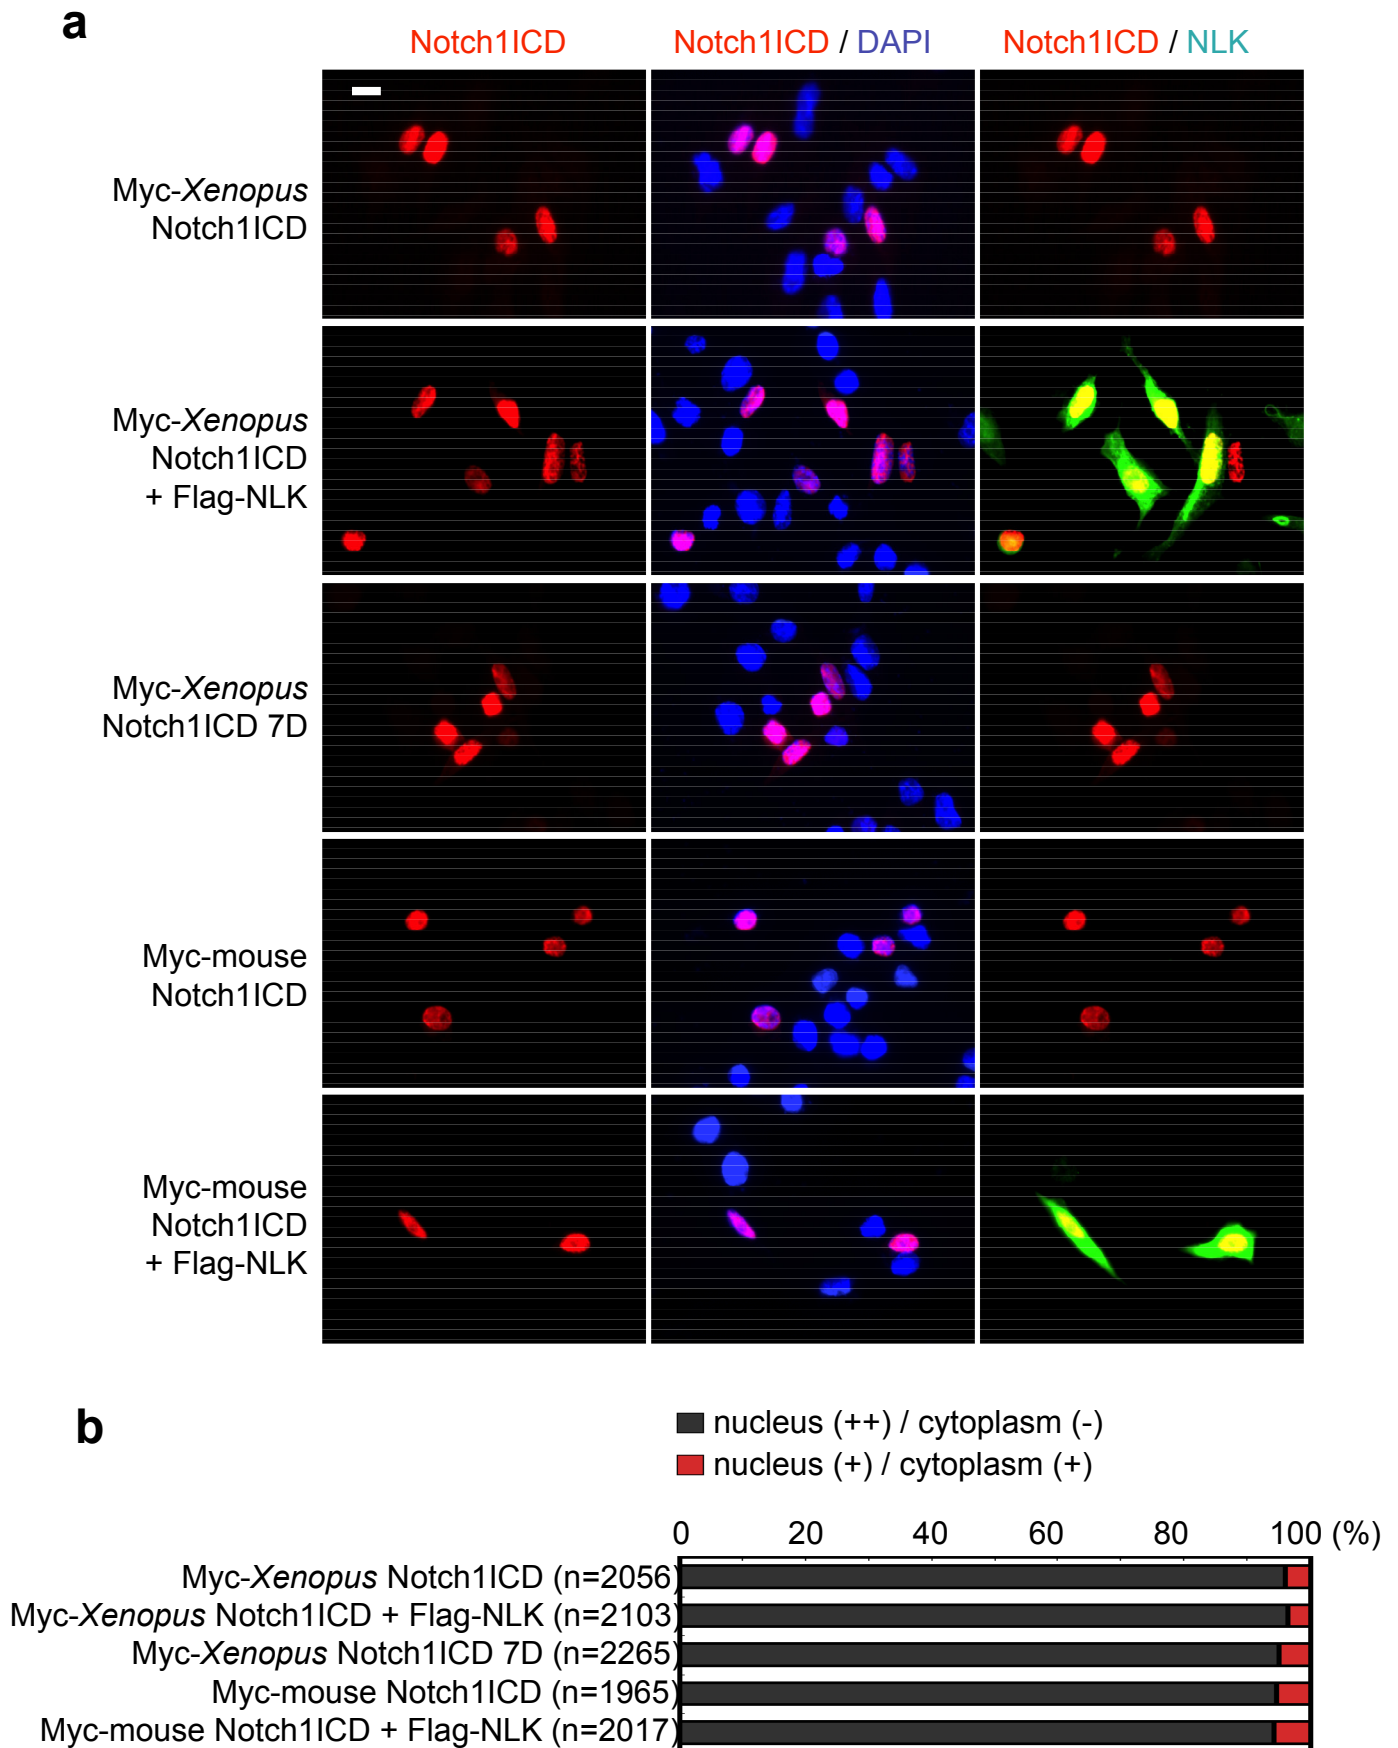 a
Notch1ICD
Notch1ICD / DAPI
Notch1ICD / NLK
Myc-Xenopus
Notch1ICD
Myc-Xenopus
Notch1ICD
+ Flag-NLK
Myc-Xenopus
Notch1ICD 7D
Myc-mouse
Notch1ICD
Myc-mouse
Notch1ICD
+ Flag-NLK
b
nucleus (++) / cytoplasm (-)
nucleus (+) / cytoplasm (+)
0 20 40 60 80 100 (%)
Myc-Xenopus Notch1ICD (n=2056)
Myc-Xenopus Notch1ICD + Flag-NLK (n=2103)
Myc-Xenopus Notch1ICD 7D (n=2265)
Myc-mouse Notch1ICD (n=1965)
Myc-mouse Notch1ICD + Flag-NLK (n=2017)